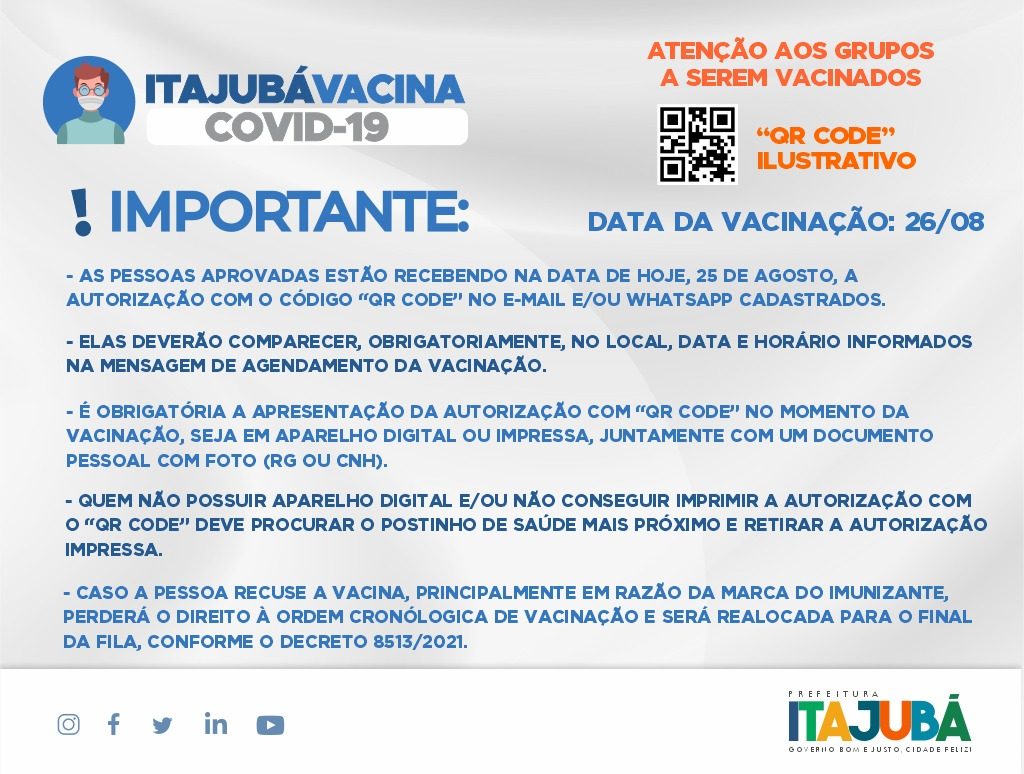 ITAJUBÁVACINA
COVID-19
ATENÇÃO AOS GRUPOS
A SEREM VACINADOS
“QR CODE”
ILUSTRATIVO
! IMPORTANTE:
DATA DA VACINAÇÃO: 26/08
- AS PESSOAS APROVADAS ESTÃO RECEBENDO NA DATA DE HOJE, 25 DE AGOSTO, A
AUTORIZAÇÃO COM O CÓDIGO “QR CODE” NO E-MAIL E/OU WHATSAPP CADASTRADOS.
- ELAS DEVERÃO COMPARECER, OBRIGATORIAMENTE, NO LOCAL, DATA E HORÁRIO INFORMADOS
NA MENSAGEM DE AGENDAMENTO DA VACINAÇÃO.
- É OBRIGATÓRIA A APRESENTAÇÃO DA AUTORIZAÇÃO COM “QR CODE” NO MOMENTO DA
VACINAÇÃO, SEJA EM APARELHO DIGITAL OU IMPRESSA, JUNTAMENTE COM UM DOCUMENTO
PESSOAL COM FOTO (RG OU CNH).
- QUEM NÃO POSSUIR APARELHO DIGITAL E/OU NÃO CONSEGUIR IMPRIMIR A AUTORIZAÇÃO COM
O “QR CODE” DEVE PROCURAR O POSTINHO DE SAÚDE MAIS PRÓXIMO E RETIRAR A AUTORIZAÇÃO
IMPRESSA.
- CASO A PESSOA RECUSE A VACINA, PRINCIPALMENTE EM RAZÃO DA MARCA DO IMUNIZANTE,
PERDERÁ O DIREITO À ORDEM CRONÓLOGICA DE VACINAÇÃO E SERÁ REALOCADA PARA O FINAL
DA FILA, CONFORME O DECRETO 8513/2021.
PREFEITURA
ITAJUBÁ
GOVERNO BOM E JUSTO, CIDADE FELIZ!